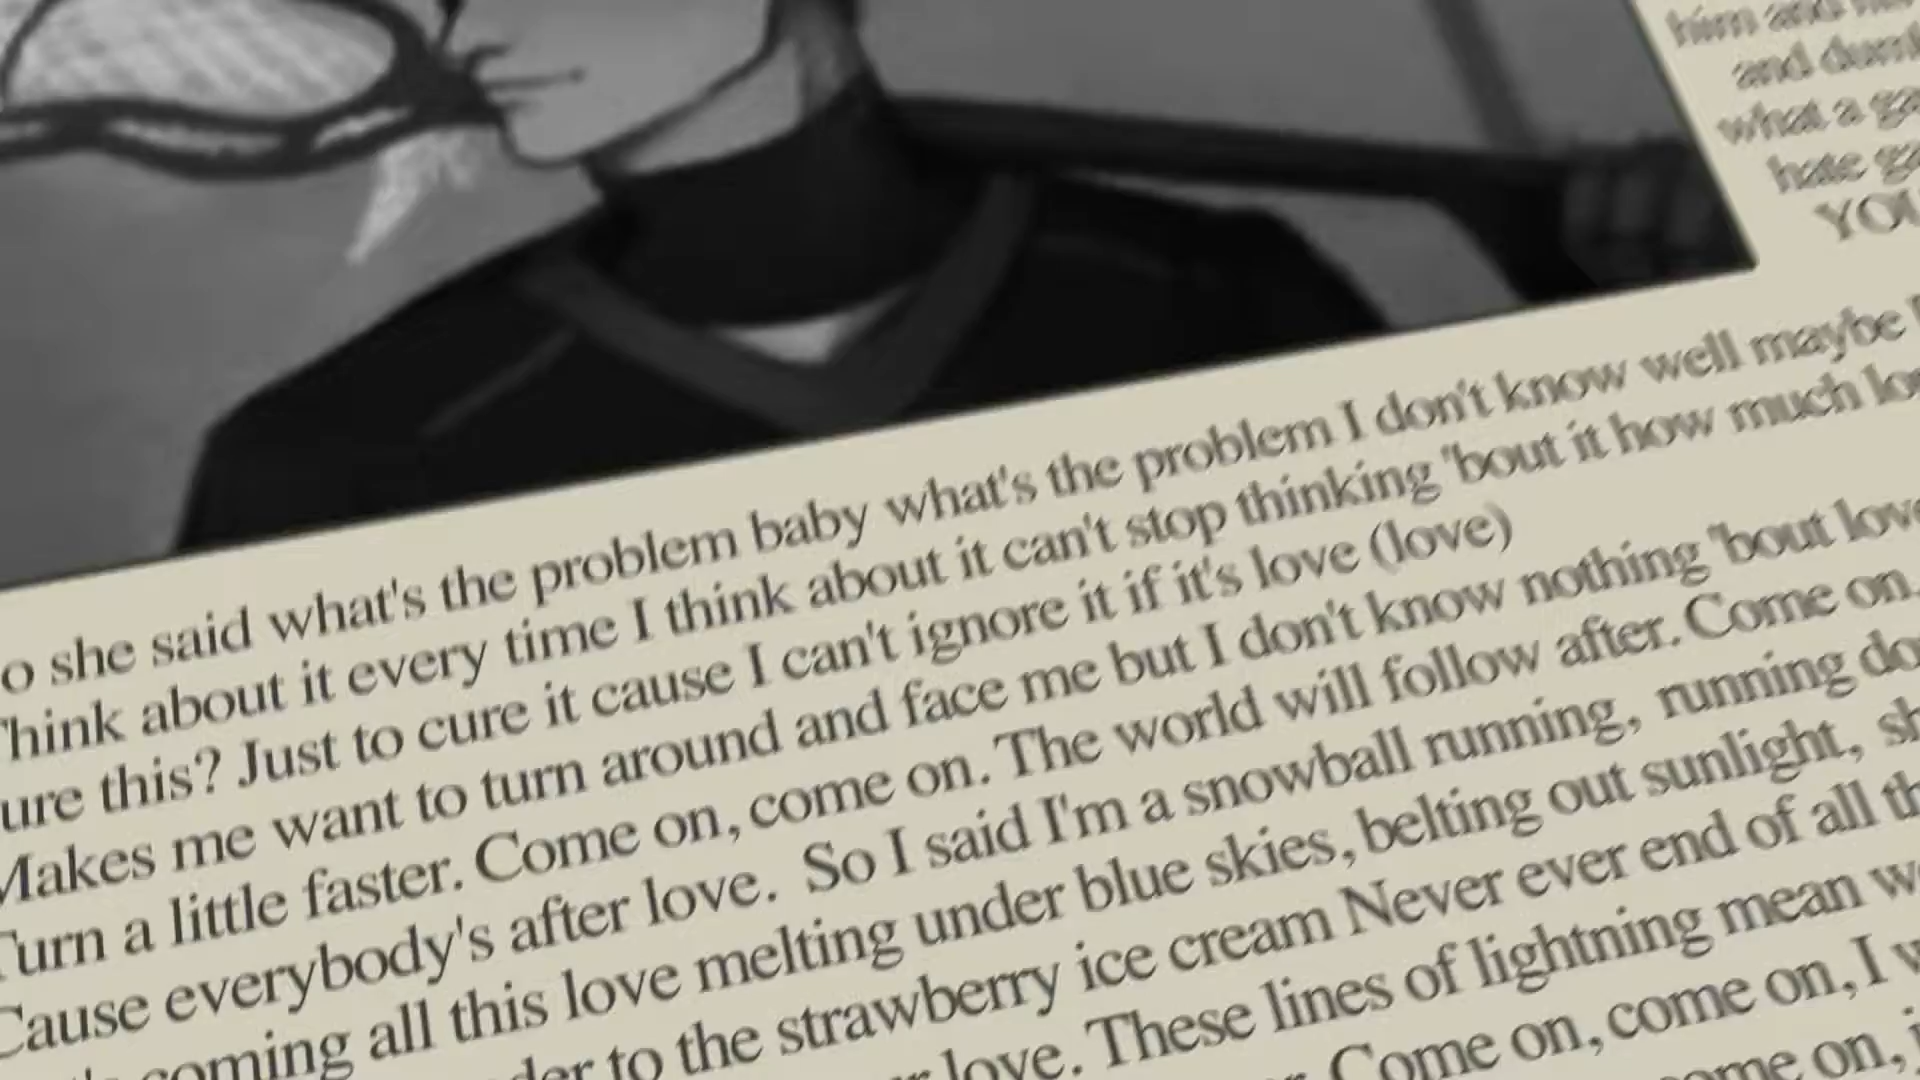 him and
and dumb
what a
hate
YOU
she said what's the problem baby what's the problem I don't know well maybe
Think about it every time I think about it can't stop thinking 'bout it how much
this? Just to cure it cause I can't ignore it if it's love (love)
Makes me want to turn around and face me but I don't know nothing 'bout love
Turn a little faster. Come on, come on. The world will follow after. Come on.
Cause everybody's after love. So I said I'm a snowball running, running
coming all this love melting under blue skies, belting out sunlight,
to the strawberry ice cream Never ever end of all
love. These lines of lightning mean
Come on, come on, I
on,